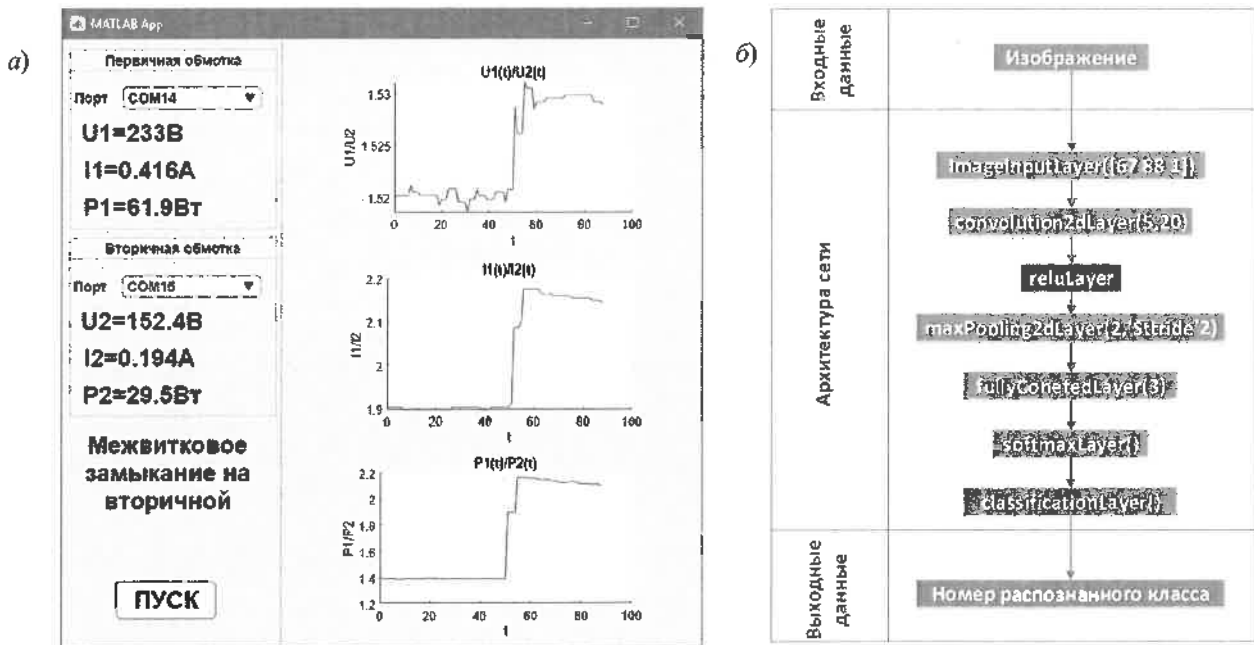 а)
MATLAB App
Первичная обмотка
Порт COM14
U1=233В
I1=0.416А
P1=61.9Вт
Вторичная обмотка
Порт COM15
U2=152.4В
I2=0.194А
P2=29.5Вт
Межвитковое
замыкание на
вторичной
ПУСК
U1(t)/U2(t)
U1/U2
1.53
1.525
1.52
0 20 40 60 80 100
t
I1(t)/I2(t)
I1/I2
2.2
2.1
2
1.9
0 20 40 60 80 100
t
P1(t)/P2(t)
P1/P2
2.2
2
1.8
1.6
1.4
1.2
0 20 40 60 80 100
t
б)
Входные
данные
Изображение
Архитектура сети
ImageInputLayer([67 88 1])
convolution2dLayer(5,20)
reluLayer
maxPooling2dLayer(2,'Stride'2)
fullyConetedLayer(3)
softmaxLayer()
classificationLayer()
Выходные
данные
Номер распознанного класса